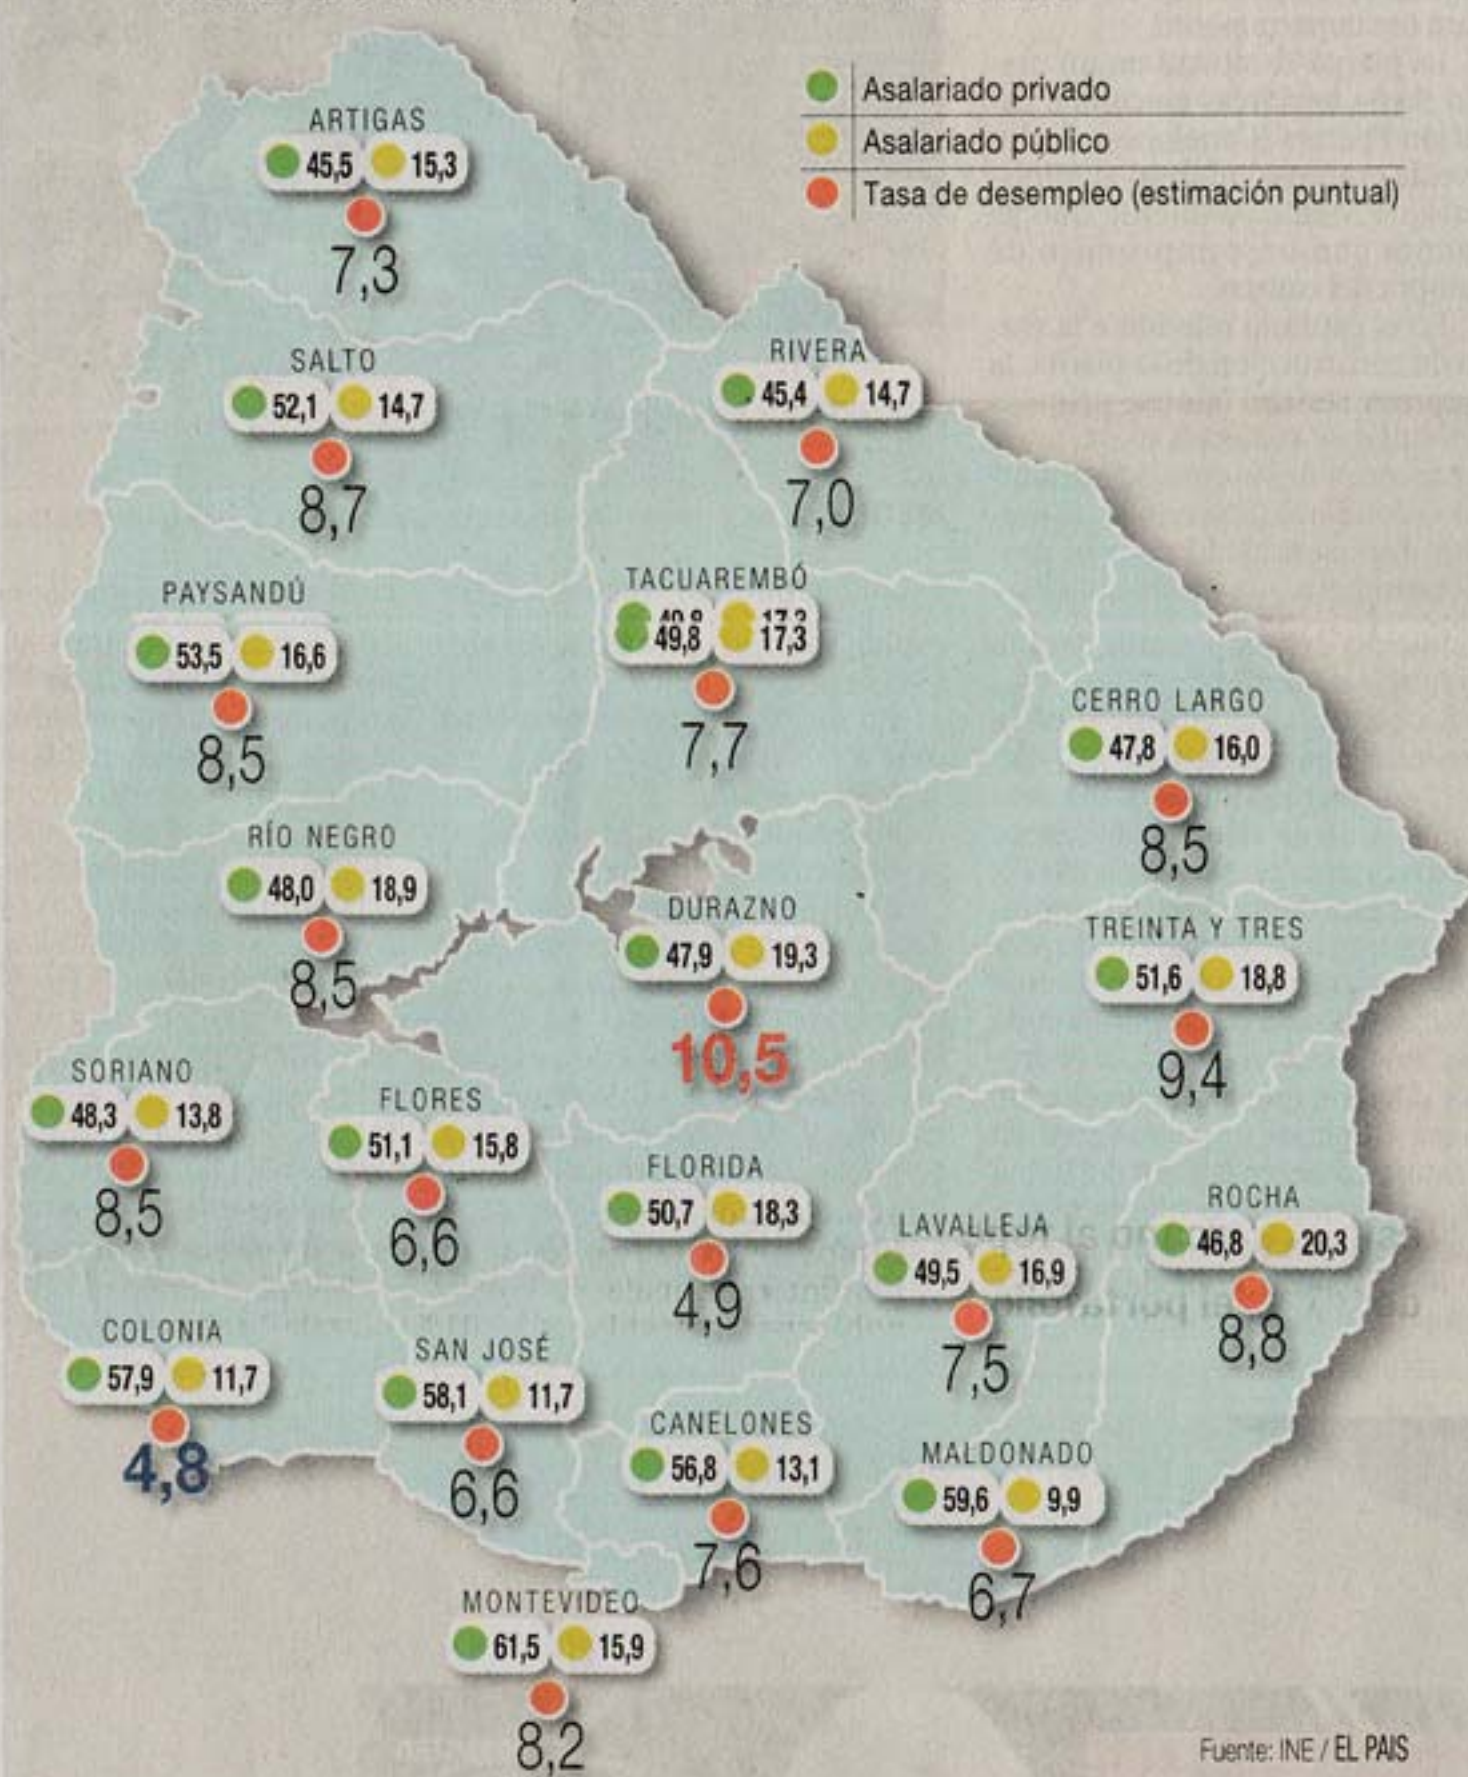 Asalariado privado
Asalariado público
Tasa de desempleo (estimación puntual)
ARTIGAS
45,5 15,3
7,3
SALTO
52,1 14,7
8,7
RIVERA
45,4 14,7
7,0
PAYSANDÚ
53,5 16,6
8,5
TACUAREMBÓ
49,8 17,3
49,8 17,3
7,7
CERRO LARGO
47,8 16,0
8,5
RÍO NEGRO
48,0 18,9
8,5
DURAZNO
47,9 19,3
10,5
TREINTA Y TRES
51,6 18,8
9,4
SORIANO
48,3 13,8
8,5
FLORES
51,1 15,8
6,6
FLORIDA
50,7 18,3
4,9
LAVALLEJA
49,5 16,9
7,5
ROCHA
46,8 20,3
8,8
COLONIA
57,9 11,7
4,8
SAN JOSÉ
58,1 11,7
6,6
CANELONES
56,8 13,1
7,6
MALDONADO
59,6 9,9
6,7
MONTEVIDEO
61,5 15,9
8,2
Fuente: INE / EL PAIS